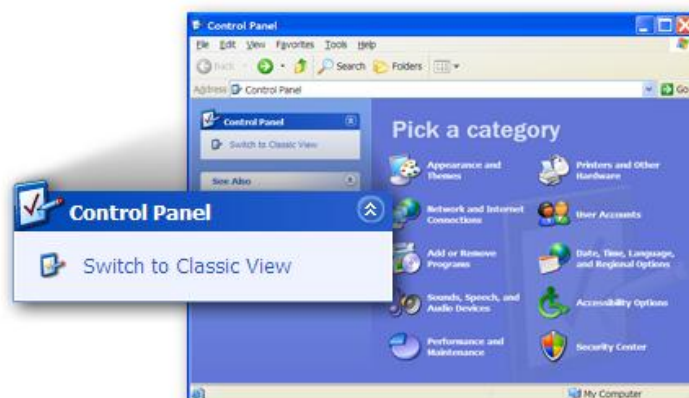 Control Panel
File Edit View Favorites Tools Help
Back Search Folders
Address Control Panel Go
Control Panel
Switch to Classic View
See Also
Pick a category
Appearance and
Themes
Printers and Other
Hardware
Network and Internet
Connections
User Accounts
Add or Remove
Programs
Date, Time, Language,
and Regional Options
Sounds, Speech, and
Audio Devices
Accessibility Options
Performance and
Maintenance
Security Center
Control Panel
Switch to Classic View
My Computer